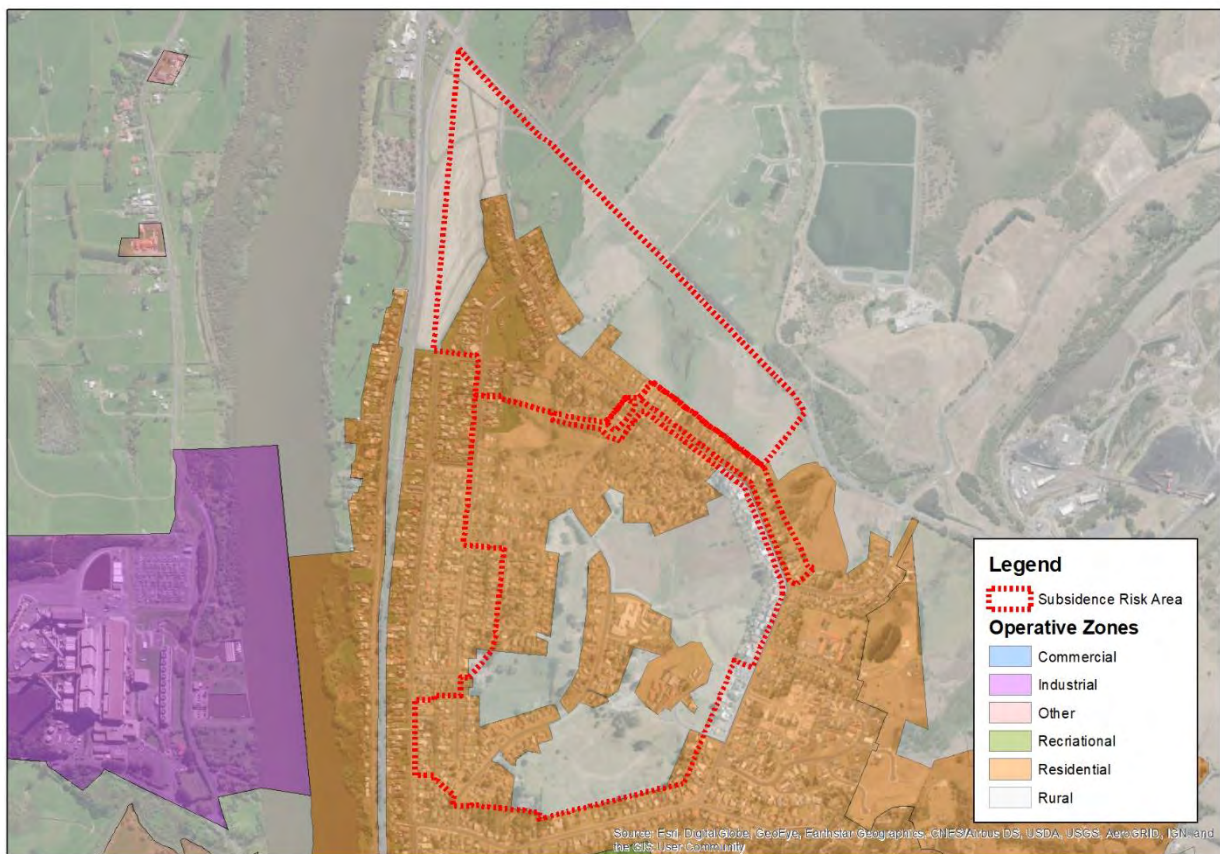 Legend
Subsidence Risk Area
Operative Zones
Commercial
Industrial
Other
Recriational
Residential
Rural
Source: Esri, DigitalGlobe, GeoEye, Earthstar Geographics, CNES/Airbus DS, USDA, USGS, AeroGRID, IGN, and
the GIS User Community